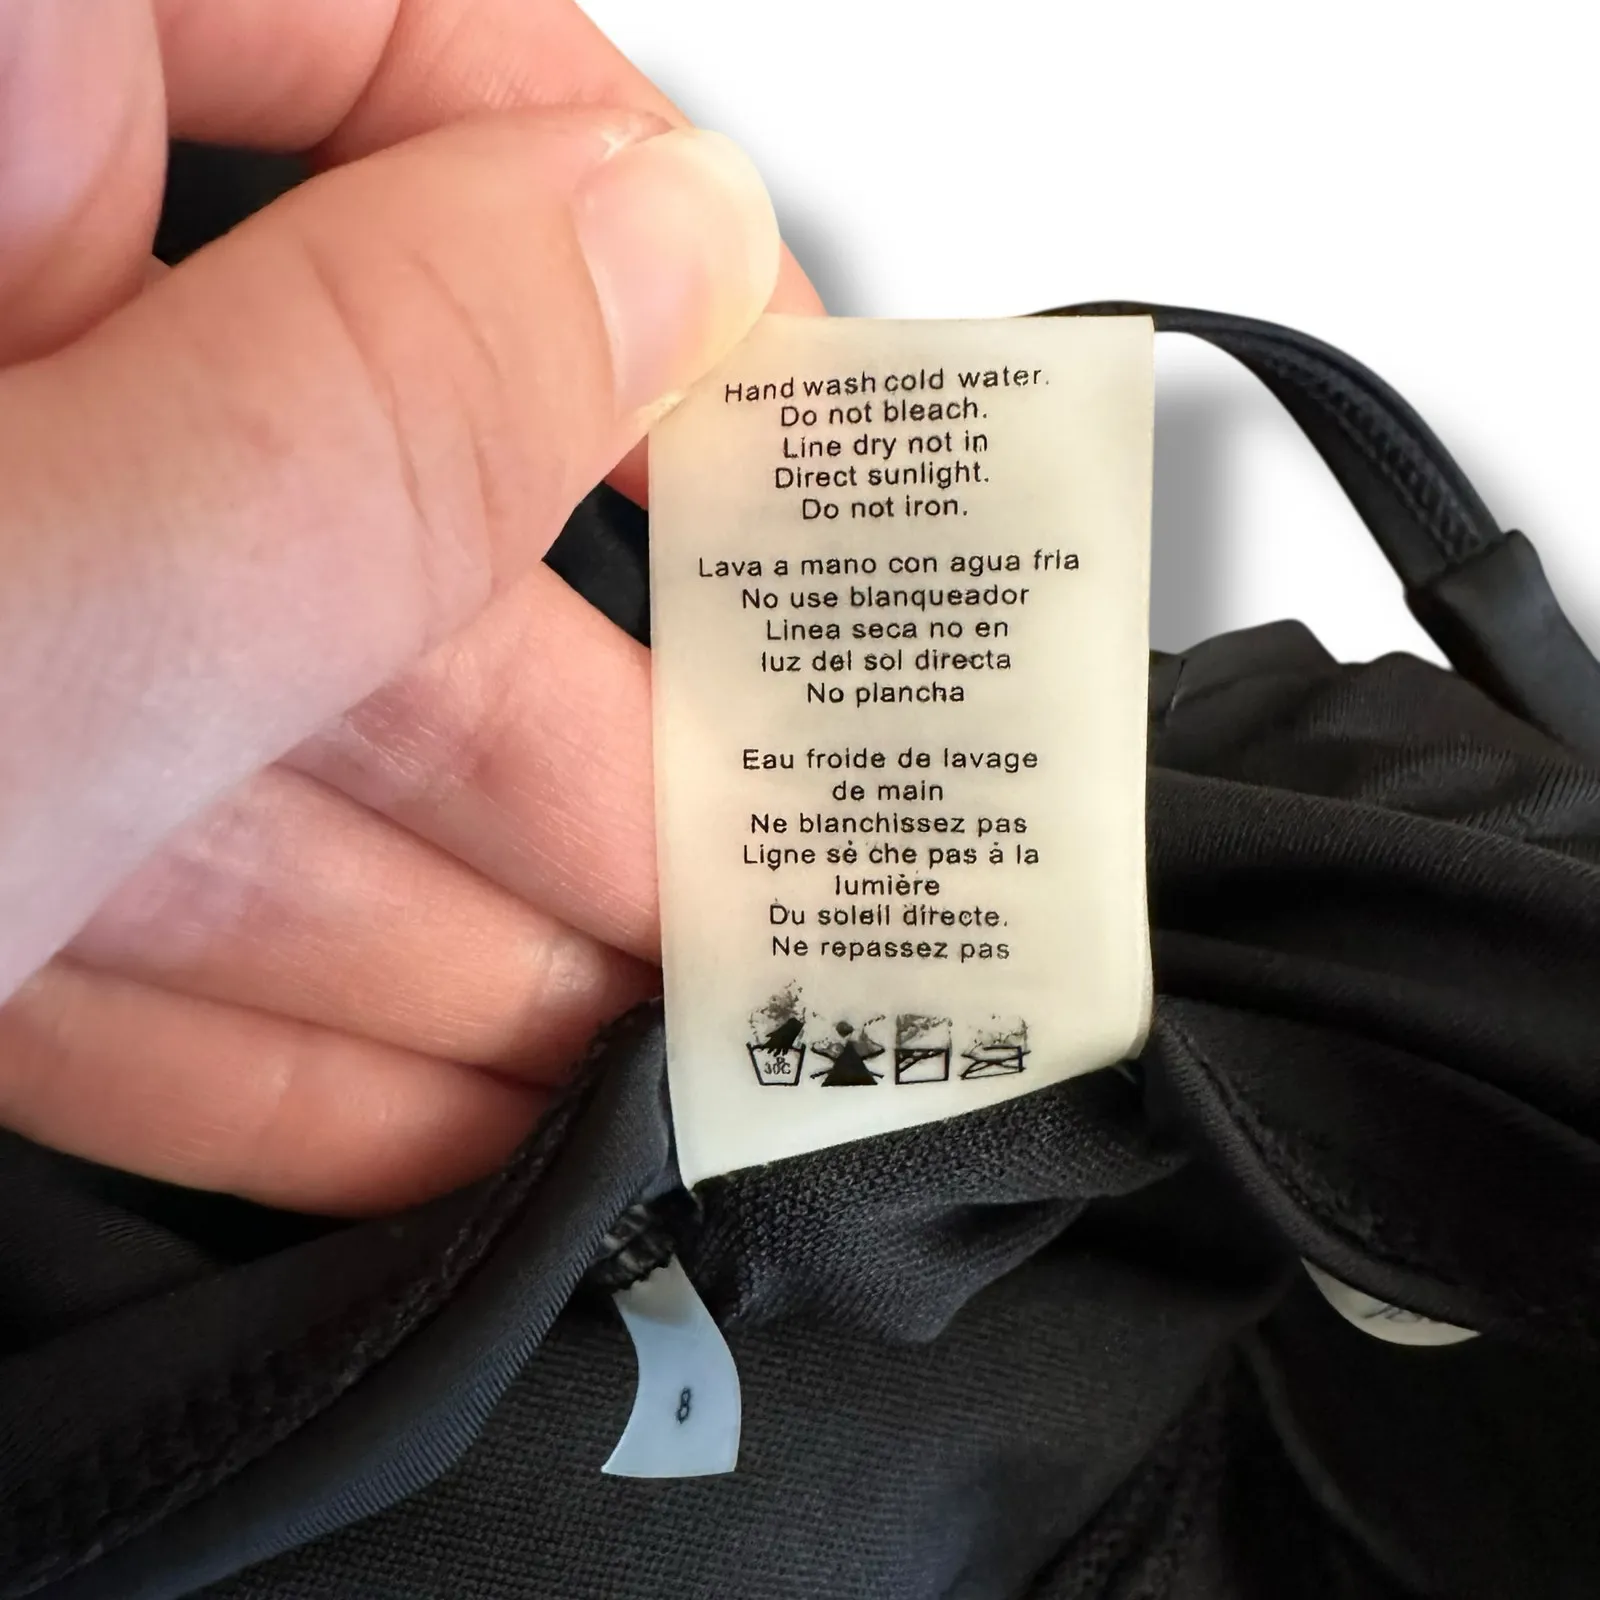 Hand wash cold water.
Do not bleach.
Line dry not in
Direct sunlight.
Do not iron.
Lava a mano con agua fria
No use blanqueador
Linea seca no en
luz del sol directa
No plancha
Eau froide de lavage
de main
Ne blanchissez pas
Ligne sè che pas à la
lumière
Du soleil directe.
Ne repassez pas
30C
8